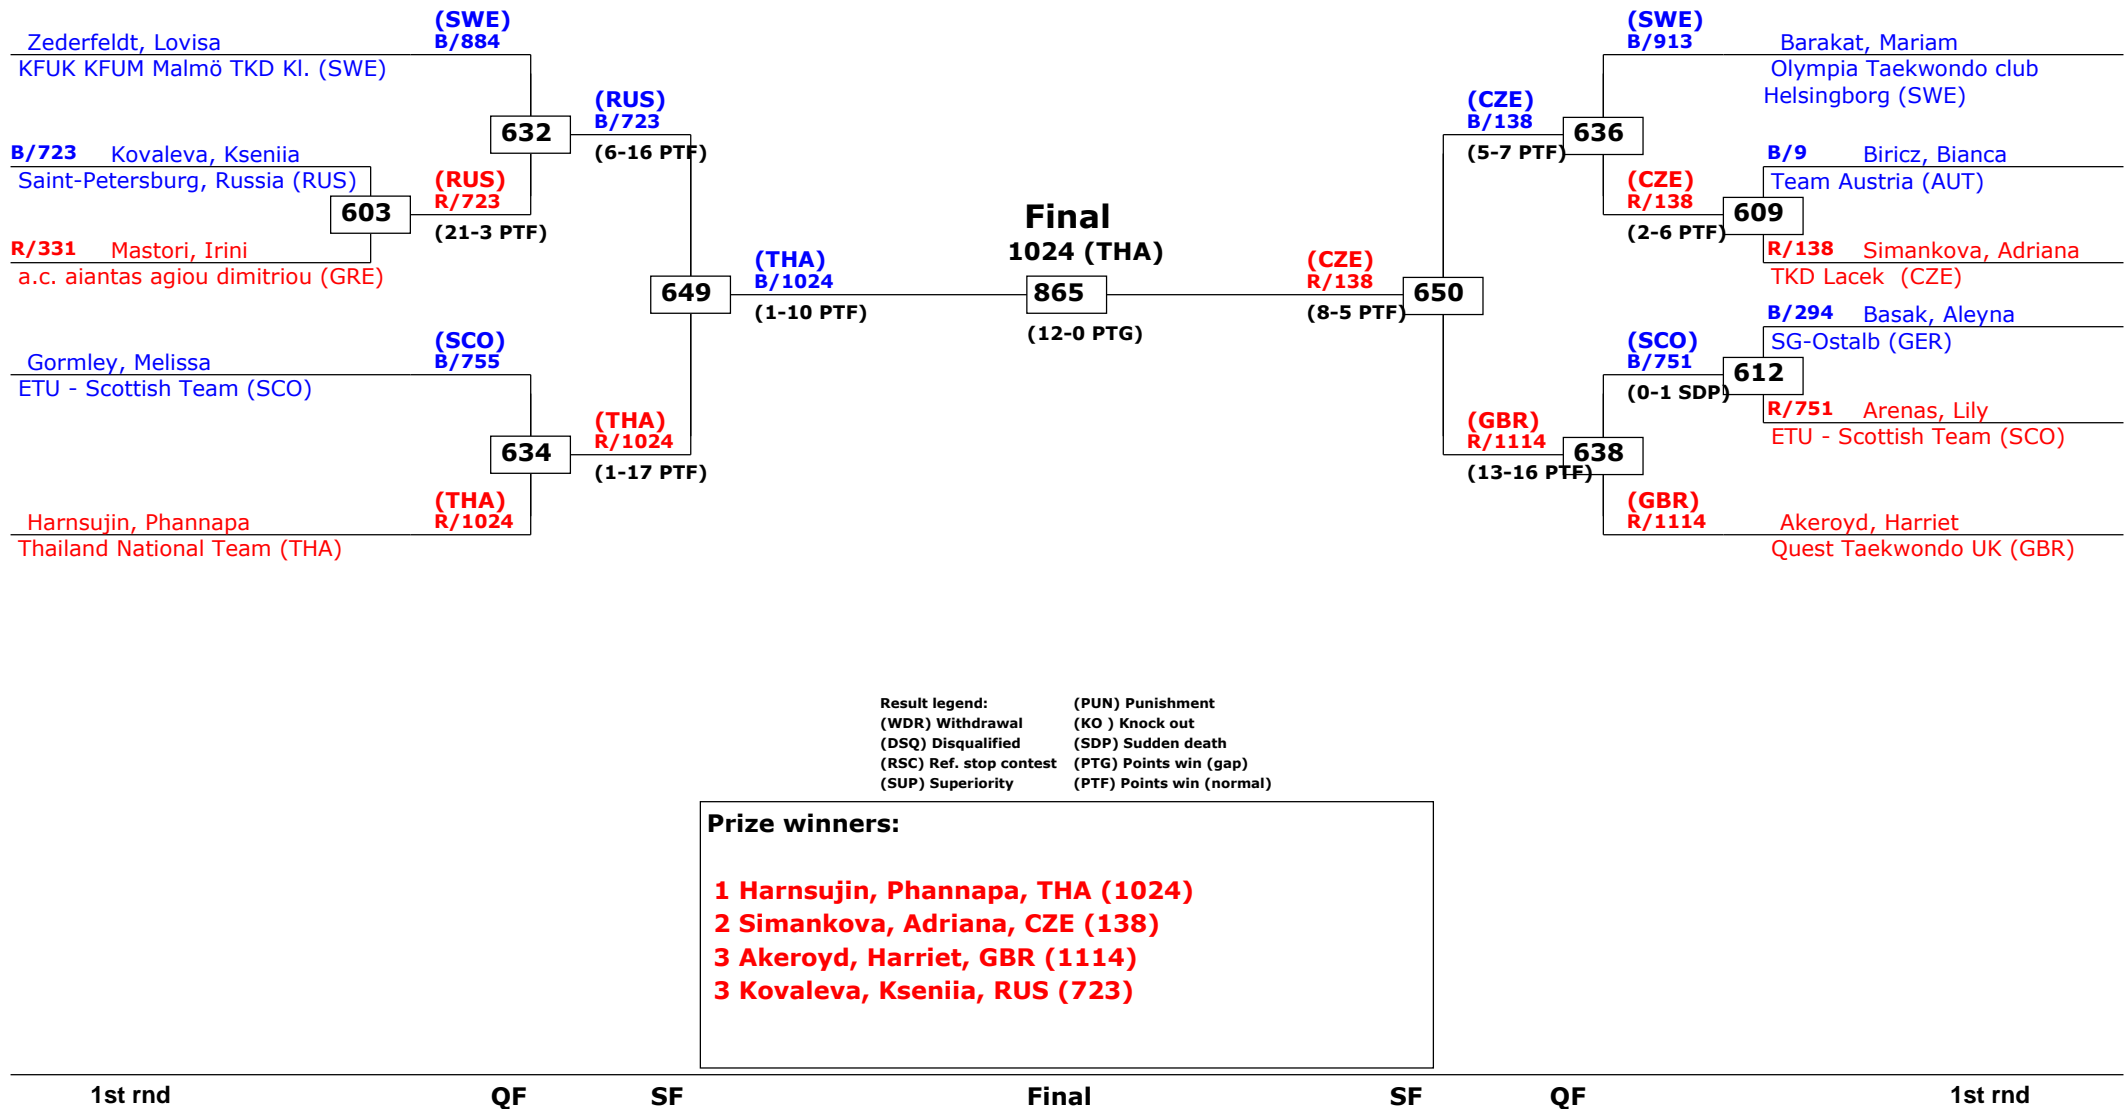 (SWE)
B/884
Zederfeldt, Lovisa
KFUK KFUM Malmö TKD Kl. (SWE)
(RUS)
B/723
632
(6-16 PTF)
B/723 Kovaleva, Kseniia
Saint-Petersburg, Russia (RUS)
(RUS)
R/723
603
(21-3 PTF)
R/331 Mastori, Irini
a.c. aiantas agiou dimitriou (GRE)
(THA)
B/1024
649
(1-10 PTF)
(SCO)
B/755
Gormley, Melissa
ETU - Scottish Team (SCO)
(THA)
R/1024
634
(1-17 PTF)
(THA)
R/1024
Harnsujin, Phannapa
Thailand National Team (THA)
Final
1024 (THA)
865
(12-0 PTG)
(SWE)
B/913
Barakat, Mariam
Olympia Taekwondo club
Helsingborg (SWE)
(CZE)
B/138
636
(5-7 PTF)
B/9 Biricz, Bianca
Team Austria (AUT)
(CZE)
R/138
609
(2-6 PTF)
R/138 Simankova, Adriana
TKD Lacek (CZE)
(CZE)
R/138
650
(8-5 PTF)
B/294 Basak, Aleyna
SG-Ostalb (GER)
(SCO)
B/751
612
(0-1 SDP)
R/751 Arenas, Lily
ETU - Scottish Team (SCO)
(GBR)
R/1114
638
(13-16 PTF)
(GBR)
R/1114
Akeroyd, Harriet
Quest Taekwondo UK (GBR)
Result legend: (PUN) Punishment
(WDR) Withdrawal (KO ) Knock out
(DSQ) Disqualified (SDP) Sudden death
(RSC) Ref. stop contest (PTG) Points win (gap)
(SUP) Superiority (PTF) Points win (normal)
Prize winners:
1 Harnsujin, Phannapa, THA (1024)
2 Simankova, Adriana, CZE (138)
3 Akeroyd, Harriet, GBR (1114)
3 Kovaleva, Kseniia, RUS (723)
1st rnd QF SF Final SF QF 1st rnd